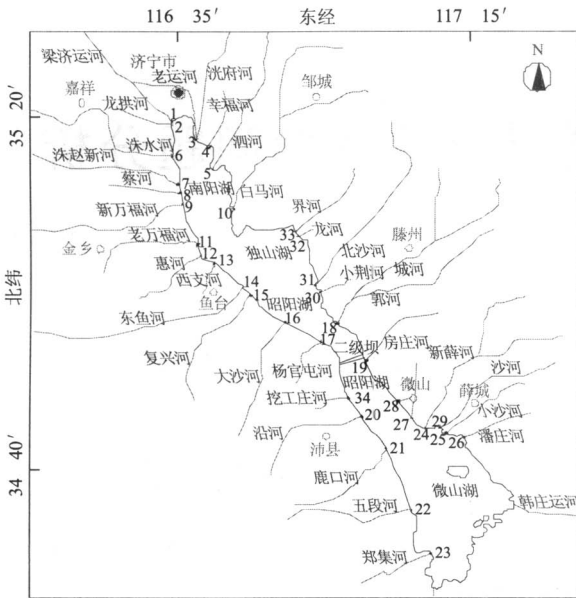 116 35′ 东经 117 15′
N
梁济运河
济宁市
老运河
洸府河
邹城
嘉祥
幸福河
龙拱河
35 20′
1
2
3
4
泗河
洙水河
洙赵新河
6
5
蔡河
7
南阳湖
白马河
8
新万福河
9
10
界河
老万福河
33
龙河
滕州
32
金乡
11
独山湖
北沙河
惠河
12
13
小荆河
城河
西支河
31
北纬
鱼台
14
15
昭阳湖
30
郭河
东鱼河
16
18
复兴河
17
二级坝
房庄河
大沙河
杨官屯河
19
新薛河
昭阳湖
微山
沙河
薛城
挖工庄河
34
28
小沙河
20
27
29
沿河
24
25
26
潘庄河
沛县
21
34 40′
鹿口河
微山湖
五段河
22
韩庄运河
郑集河
23